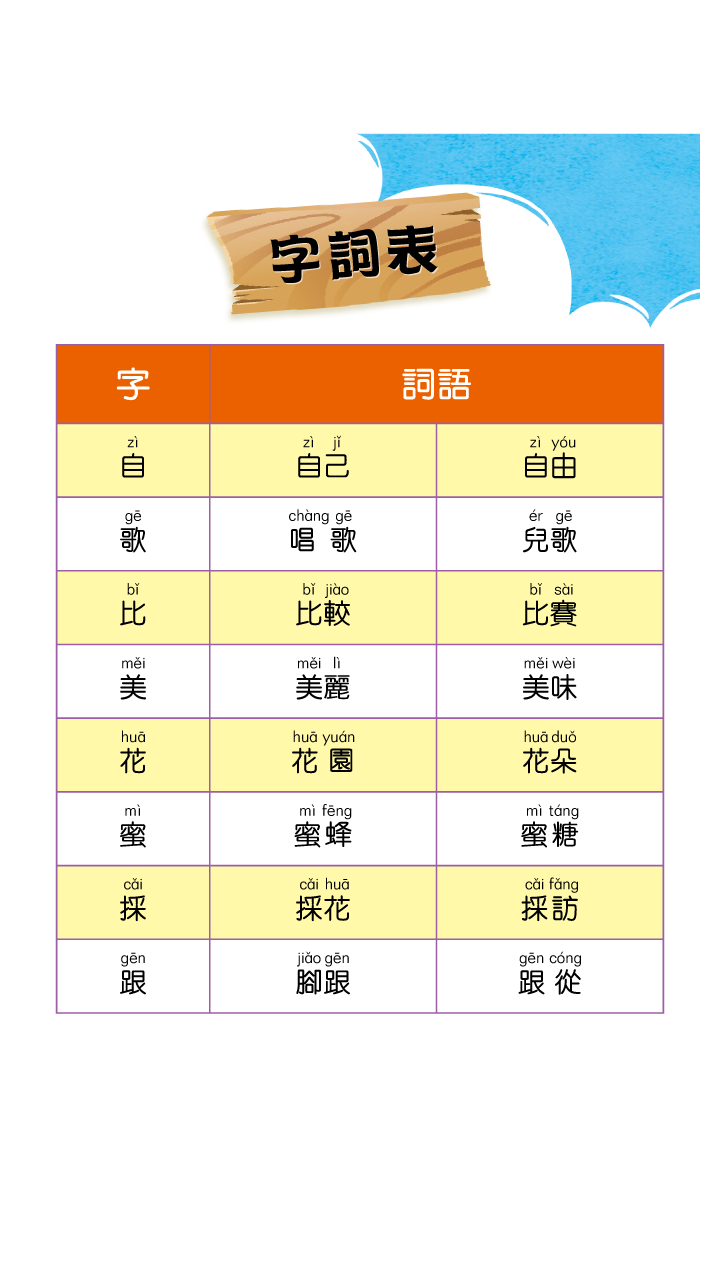 字詞表
字 詞語
zì zì jǐ zì yóu
自 自己 自由
gē chàng gē ér gē
歌 唱歌 兒歌
bǐ bǐ jiào bǐ sài
比 比較 比賽
měi měi lì měi wèi
美 美麗 美味
huā huā yuán huā duǒ
花 花園 花朵
mì mì fēng mì táng
蜜 蜜蜂 蜜糖
cǎi cǎi huā cǎi fǎng
採 採花 採訪
gēn jiǎo gēn gēn cóng
跟 腳跟 跟從